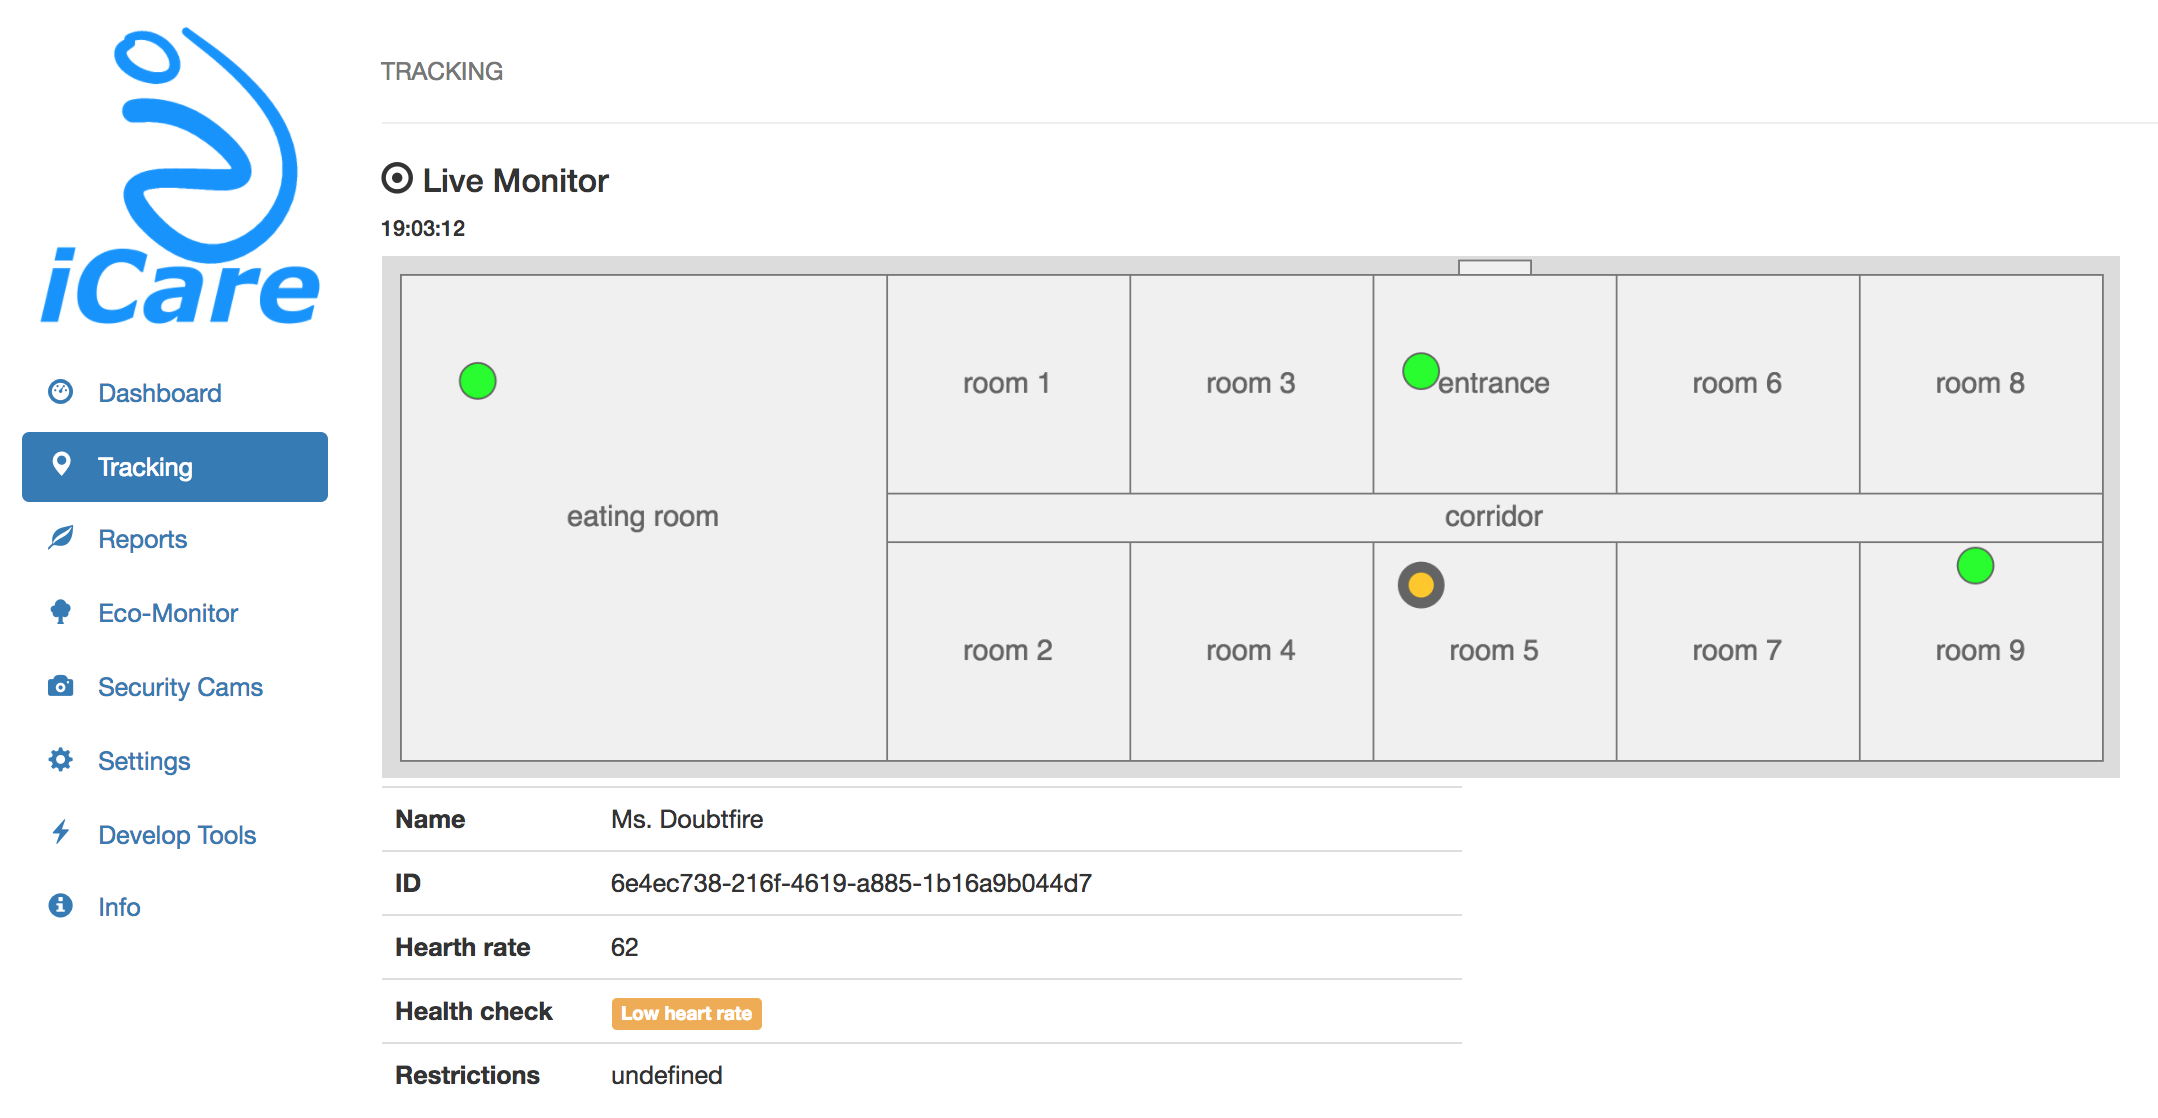 iCare
Dashboard
Tracking
Reports
Eco-Monitor
Security Cams
Settings
Develop Tools
Info
TRACKING
Live Monitor
19:03:12
room 1
room 3
entrance
room 6
room 8
eating room
corridor
room 2
room 4
room 5
room 7
room 9
Name Ms. Doubtfire
ID 6e4ec738-216f-4619-a885-1b16a9b044d7
Hearth rate 62
Health check Low heart rate
Restrictions undefined